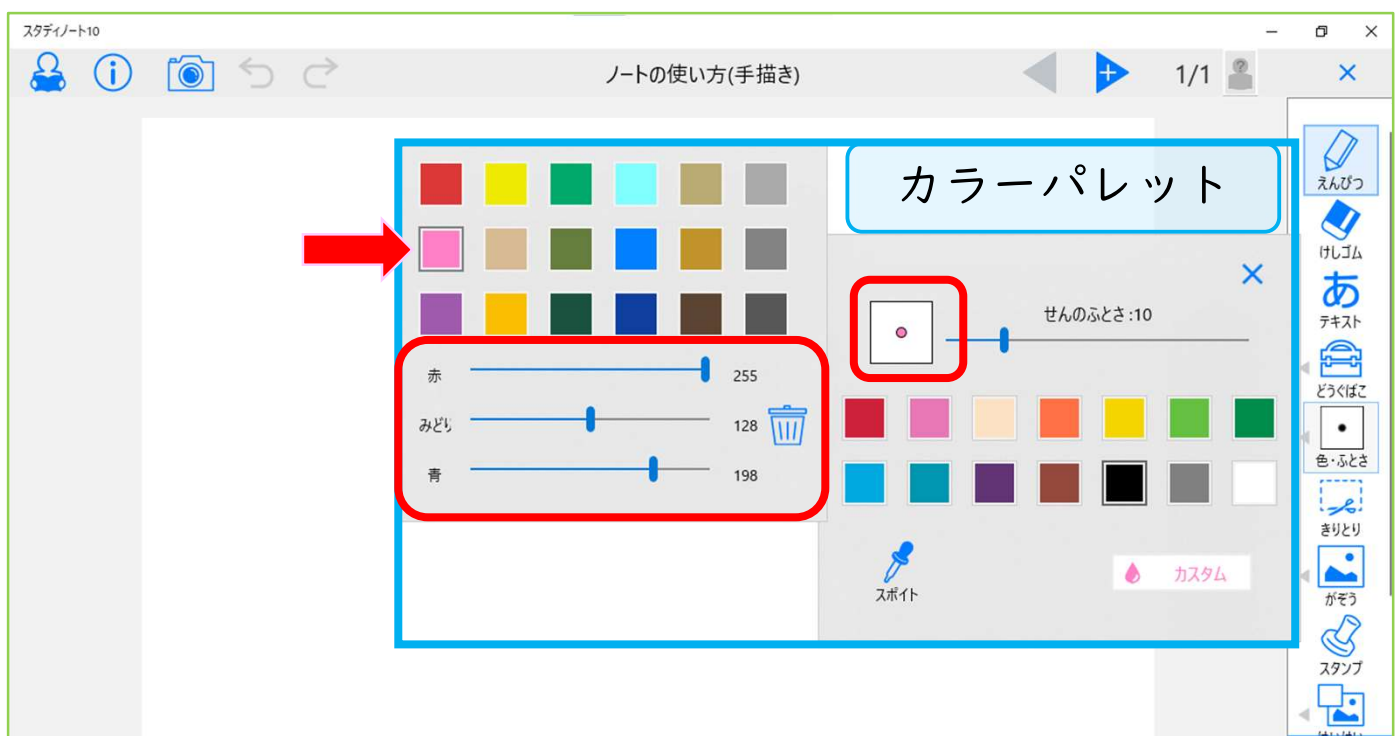 スタディノート10
ノートの使い方(手描き)
1/1
カラーパレット
せんのふとさ:10
赤
255
みどり
128
青
198
スポイト
カスタム
えんぴつ
けしゴム
あ
テキスト
どうぐばこ
色・ふとさ
きりとり
がぞう
スタンプ